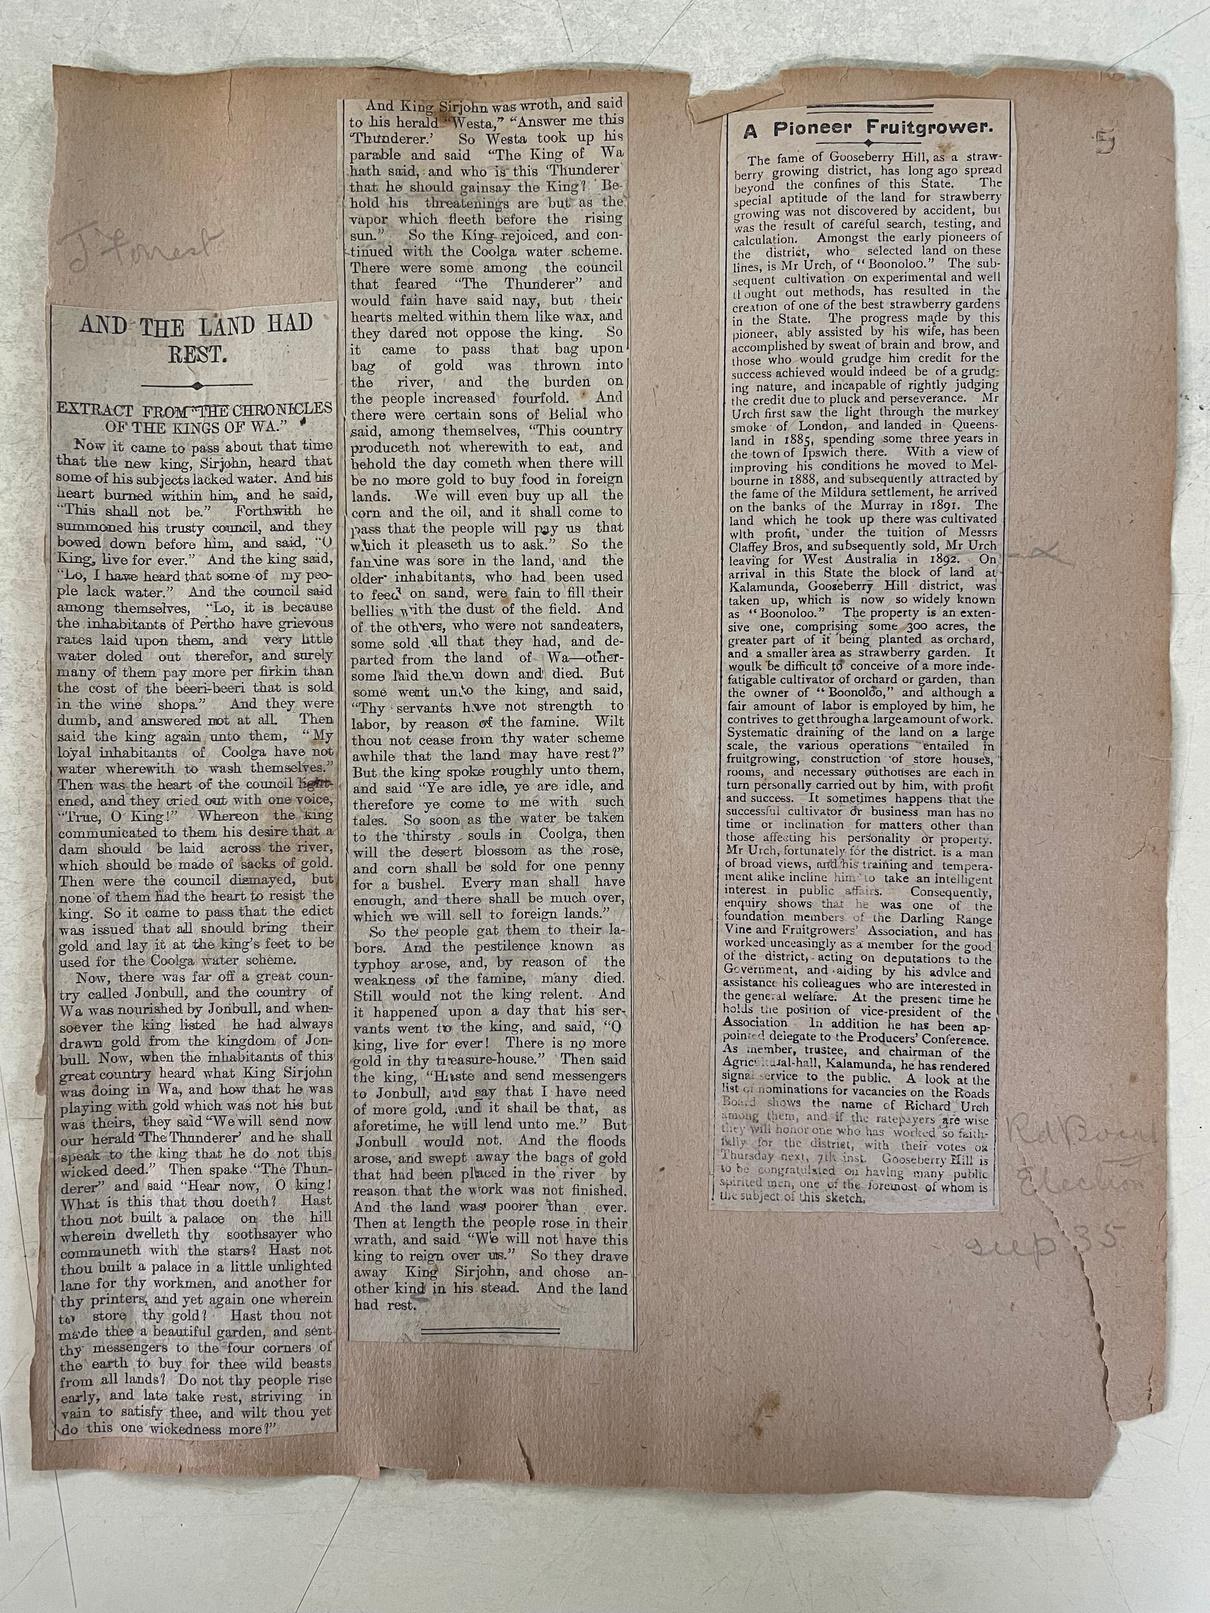 J Forrest
AND THE LAND HAD
REST.
EXTRACT FROM "THE CHRONICLES
OF THE KINGS OF WA."
Now it came to pass about that time
that the new king, Sirjohn, heard that
some of his subjects lacked water. And his
heart burned within him, and he said,
"This shall not be." Forthwith he
summoned his trusty council, and they
bowed down before him, and said, "O
King, live for ever." And the king said,
"Lo, I have heard that some of my peo-
ple lack water." And the council said
among themselves, "Lo, it is because
the inhabitants of Pertho have grievous
rates laid upon them, and very little
water doled out therefor, and surely
many of them pay more per firkin than
the cost of the beeri-beeri that is sold
in the wine shops." And they were
dumb, and answered not at all. Then
said the king again unto them, "My
loyal inhabitants of Coolga have not
water wherewith to wash themselves."
Then was the heart of the council light-
ened, and they cried out with one voice,
"True, O King!" Whereon the king
communicated to them his desire that a
dam should be laid across the river,
which should be made of sacks of gold.
Then were the council dismayed, but
none of them had the heart to resist the
king. So it came to pass that the edict
was issued that all should bring their
gold and lay it at the king's feet to be
used for the Coolga water scheme.
Now, there was far off a great coun-
try called Jonbull, and the country of
Wa was nourished by Jonbull, and when-
soever the king listed he had always
drawn gold from the kingdom of Jon-
bull. Now, when the inhabitants of this
great country heard what King Sirjohn
was doing in Wa, and how that he was
playing with gold which was not his but
was theirs, they said "We will send now
our herald 'The Thunderer' and he shall
speak to the king that he do not this
wicked deed." Then spake "The Thun-
derer" and said "Hear now, O king!
What is this that thou doeth? Hast
thou not built a palace on the hill
wherein dwelleth thy soothsayer who
communeth with the stars? Hast not
thou built a palace in a little unlighted
lane for thy workmen, and another for
thy printers, and yet again one wherein
to store thy gold? Hast thou not
made thee a beautiful garden, and sent
thy messengers to the four corners of
the earth to buy for thee wild beasts
from all lands? Do not thy people rise
early, and late take rest, striving in
vain to satisfy thee, and wilt thou yet
do this one wickedness more?"
And King Sirjohn was wroth, and said
to his herald "Westa," "Answer me this
'Thunderer.' So Westa took up his
parable and said "The King of Wa
hath said, and who is this 'Thunderer'
that he should gainsay the King? Be-
hold his threatenings are but as the
vapor which fleeth before the rising
sun." So the King rejoiced, and con-
tinued with the Coolga water scheme.
There were some among the council
that feared "The Thunderer" and
would fain have said nay, but their
hearts melted within them like wax, and
they dared not oppose the king. So
it came to pass that bag upon
bag of gold was thrown into
the river, and the burden on
the people increased fourfold. And
there were certain sons of Belial who
said, among themselves, "This country
produceth not wherewith to eat, and
behold the day cometh when there will
be no more gold to buy food in foreign
lands. We will even buy up all the
corn and the oil, and it shall come to
pass that the people will pay us that
which it pleaseth us to ask." So the
famine was sore in the land, and the
older inhabitants, who had been used
to feed on sand, were fain to fill their
bellies with the dust of the field. And
of the others, who were not sandeaters,
some sold all that they had, and de-
parted from the land of Wa—other-
some laid them down and died. But
some went unto the king, and said,
"Thy servants have not strength to
labor, by reason of the famine. Wilt
thou not cease from thy water scheme
awhile that the land may have rest?"
But the king spoke roughly unto them,
and said "Ye are idle, ye are idle, and
therefore ye come to me with such
tales. So soon as the water be taken
to the thirsty souls in Coolga, then
will the desert blossom as the rose,
and corn shall be sold for one penny
for a bushel. Every man shall have
enough, and there shall be much over,
which we will sell to foreign lands."
So the people gat them to their la-
bors. And the pestilence known as
typhoy arose, and, by reason of the
weakness of the famine, many died.
Still would not the king relent. And
it happened upon a day that his ser-
vants went to the king, and said, "O
king, live for ever! There is no more
gold in thy treasure-house." Then said
the king, "Haste and send messengers
to Jonbull, and say that I have need
of more gold, and it shall be that, as
aforetime, he will lend unto me." But
Jonbull would not. And the floods
arose, and swept away the bags of gold
that had been placed in the river by
reason that the work was not finished.
And the land was poorer than ever.
Then at length the people rose in their
wrath, and said "We will not have this
king to reign over us." So they drave
away King Sirjohn, and chose an-
other kind in his stead. And the land
had rest.
5
A Pioneer Fruitgrower.
The fame of Gooseberry Hill, as a straw-
berry growing district, has long ago spread
beyond the confines of this State. The
special aptitude of the land for strawberry
growing was not discovered by accident, but
was the result of careful search, testing, and
calculation. Amongst the early pioneers of
the district, who selected land on these
lines, is Mr Urch, of "Boonoloo." The sub-
sequent cultivation on experimental and well
thought out methods, has resulted in the
creation of one of the best strawberry gardens
in the State. The progress made by this
pioneer, ably assisted by his wife, has been
accomplished by sweat of brain and brow, and
those who would grudge him credit for the
success achieved would indeed be of a grudg-
ing nature, and incapable of rightly judging
the credit due to pluck and perseverance. Mr
Urch first saw the light through the murkey
smoke of London, and landed in Queens-
land in 1885, spending some three years in
the town of Ipswich there. With a view of
improving his conditions he moved to Mel-
bourne in 1888, and subsequently attracted by
the fame of the Mildura settlement, he arrived
on the banks of the Murray in 1891. The
land which he took up there was cultivated
with profit, under the tuition of Messrs
Claffey Bros, and subsequently sold, Mr Urch
leaving for West Australia in 1892. On
arrival in this State the block of land at
Kalamunda, Gooseberry Hill district, was
taken up, which is now so widely known
as "Boonoloo." The property is an exten-
sive one, comprising some 300 acres, the
greater part of it being planted as orchard,
and a smaller area as strawberry garden. It
woulk be difficult to conceive of a more inde-
fatigable cultivator of orchard or garden, than
the owner of "Boonoloo," and although a
fair amount of labor is employed by him, he
contrives to get through a large amount of work.
Systematic draining of the land on a large
scale, the various operations entailed in
fruitgrowing, construction of store houses,
rooms, and necessary outhouses are each in
turn personally carried out by him, with profit
and success. It sometimes happens that the
successful cultivator or business man has no
time or inclination for matters other than
those affecting his personality or property.
Mr Urch, fortunately for the district, is a man
of broad views, and his training and tempera-
ment alike incline him to take an intelligent
interest in public affairs. Consequently,
enquiry shows that he was one of the
foundation members of the Darling Range
Vine and Fruitgrowers' Association, and has
worked unceasingly as a member for the good
of the district, acting on deputations to the
Government, and aiding by his advice and
assistance his colleagues who are interested in
the general welfare. At the present time he
holds the position of vice-president of the
Association In addition he has been ap-
pointed delegate to the Producers' Conference.
As member, trustee, and chairman of the
Agricultural-hall, Kalamunda, he has rendered
signal service to the public. A look at the
list of nominations for vacancies on the Roads
Board shows the name of Richard Urch
among them, and if the ratepayers are wise
they will honor one who has worked so faith-
fully for the district, with their votes on
Thursday next, 7th inst. Gooseberry Hill is
to be congratulated on having many public
spirited men, one of the foremost of whom is
the subject of this sketch.
Rd Board
Election
sup 35